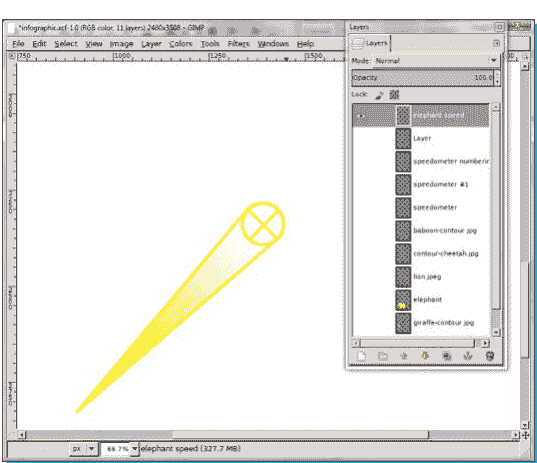 *infographic.xcf-1.0 (RGB color, 11 layers) 2480x3508 – GIMP
File Edit Select View Image Layer Colors Tools Filters Windows Help
750 1000 1250 1500
Layers
Layers
Mode: Normal
Opacity 100.0
Lock:
elephant speed
Layer
speedometer numberin
speedometer #1
speedometer
baboon-contour.jpg
contour-cheetah.jpg
lion.jpeg
elephant
giraffe-contour.jpg
px 66.7% elephant speed (327.7 MB)